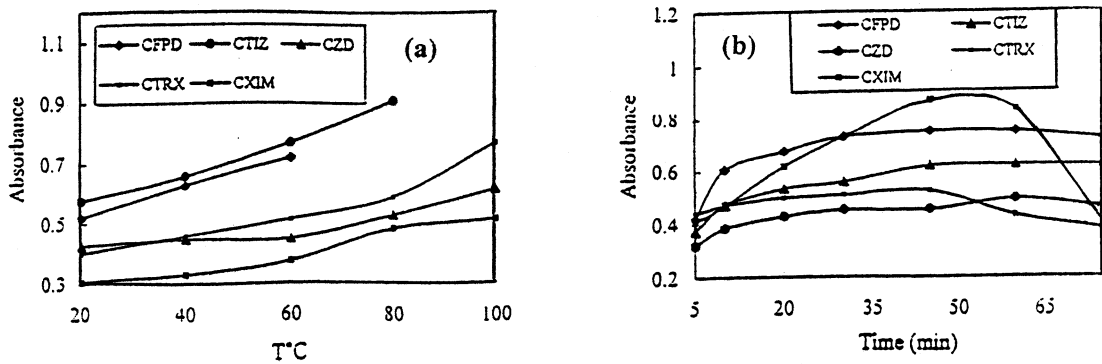 1.1
0.9
0.7
0.5
0.3
Absorbance
CFPD CTIZ CZD
CTRX CXIM
(a)
20 40 60 80 100
T°C
1.2
1
0.8
0.6
0.4
0.2
Absorbance
(b)
CFPD CTIZ
CZD CTRX
CXIM
5 20 35 50 65
Time (min)